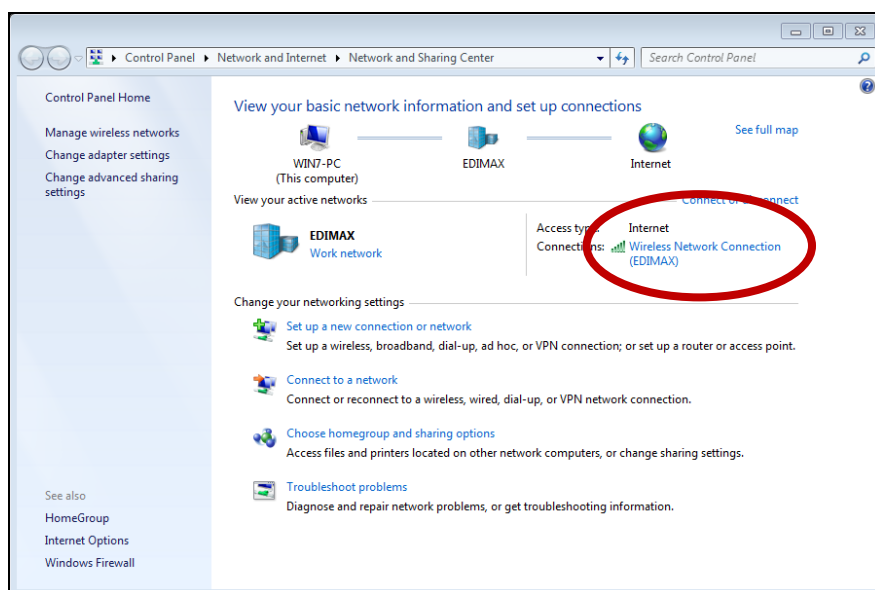 Control Panel Network and Internet Network and Sharing Center Search Control Panel
Control Panel Home
Manage wireless networks
Change adapter settings
Change advanced sharing
settings
See also
HomeGroup
Internet Options
Windows Firewall
View your basic network information and set up connections
See full map
WIN7-PC
(This computer)
EDIMAX
Internet
View your active networks
Connect or disconnect
EDIMAX
Work network
Access type: Internet
Connections: Wireless Network Connection
(EDIMAX)
Change your networking settings
Set up a new connection or network
Set up a wireless, broadband, dial-up, ad hoc, or VPN connection; or set up a router or access point.
Connect to a network
Connect or reconnect to a wireless, wired, dial-up, or VPN network connection.
Choose homegroup and sharing options
Access files and printers located on other network computers, or change sharing settings.
Troubleshoot problems
Diagnose and repair network problems, or get troubleshooting information.